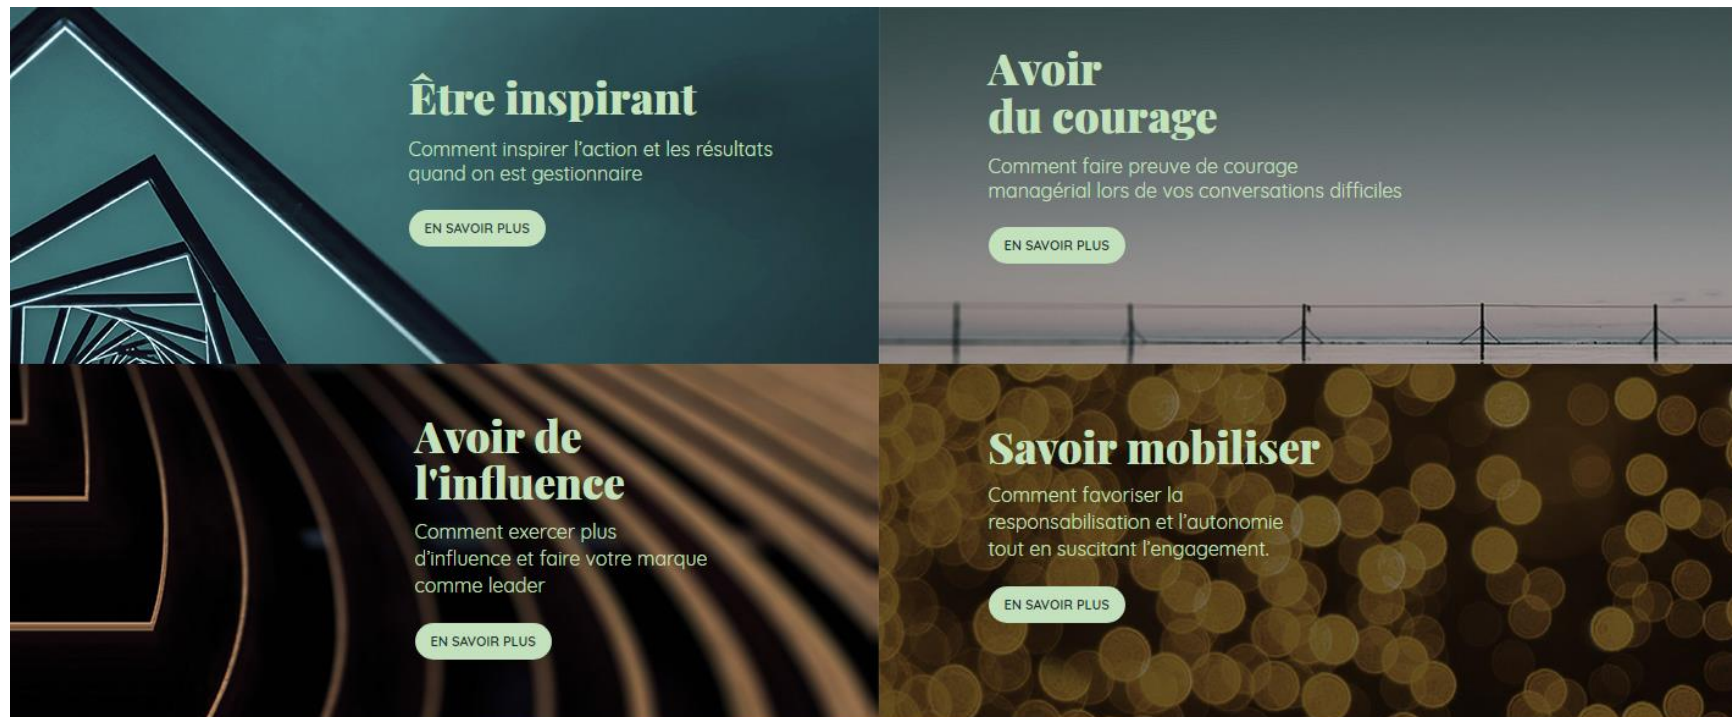 Être inspirant
Comment inspirer l'action et les résultats
quand on est gestionnaire
EN SAVOIR PLUS
Avoir
du courage
Comment faire preuve de courage
managérial lors de vos conversations difficiles
EN SAVOIR PLUS
Avoir de
l'influence
Comment exercer plus
d'influence et faire votre marque
comme leader
EN SAVOIR PLUS
Savoir mobiliser
Comment favoriser la
responsabilisation et l'autonomie
tout en suscitant l'engagement.
EN SAVOIR PLUS